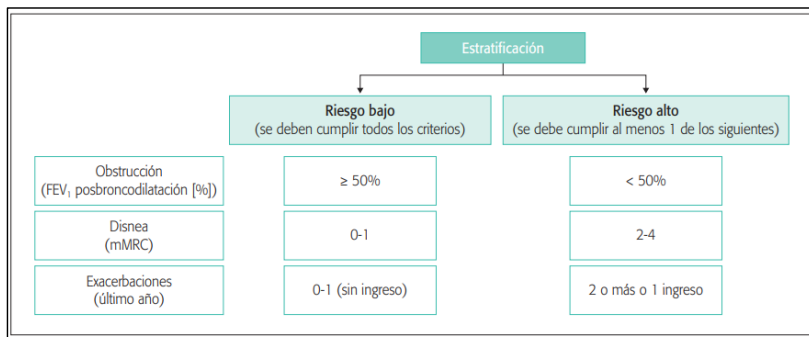 Estratificación
Riesgo bajo
(se deben cumplir todos los criterios)
Riesgo alto
(se debe cumplir al menos 1 de los siguientes)
Obstrucción
(FEV₁ posbroncodilatación [%])
≥ 50%
< 50%
Disnea
(mMRC)
0-1
2-4
Exacerbaciones
(último año)
0-1 (sin ingreso)
2 o más o 1 ingreso